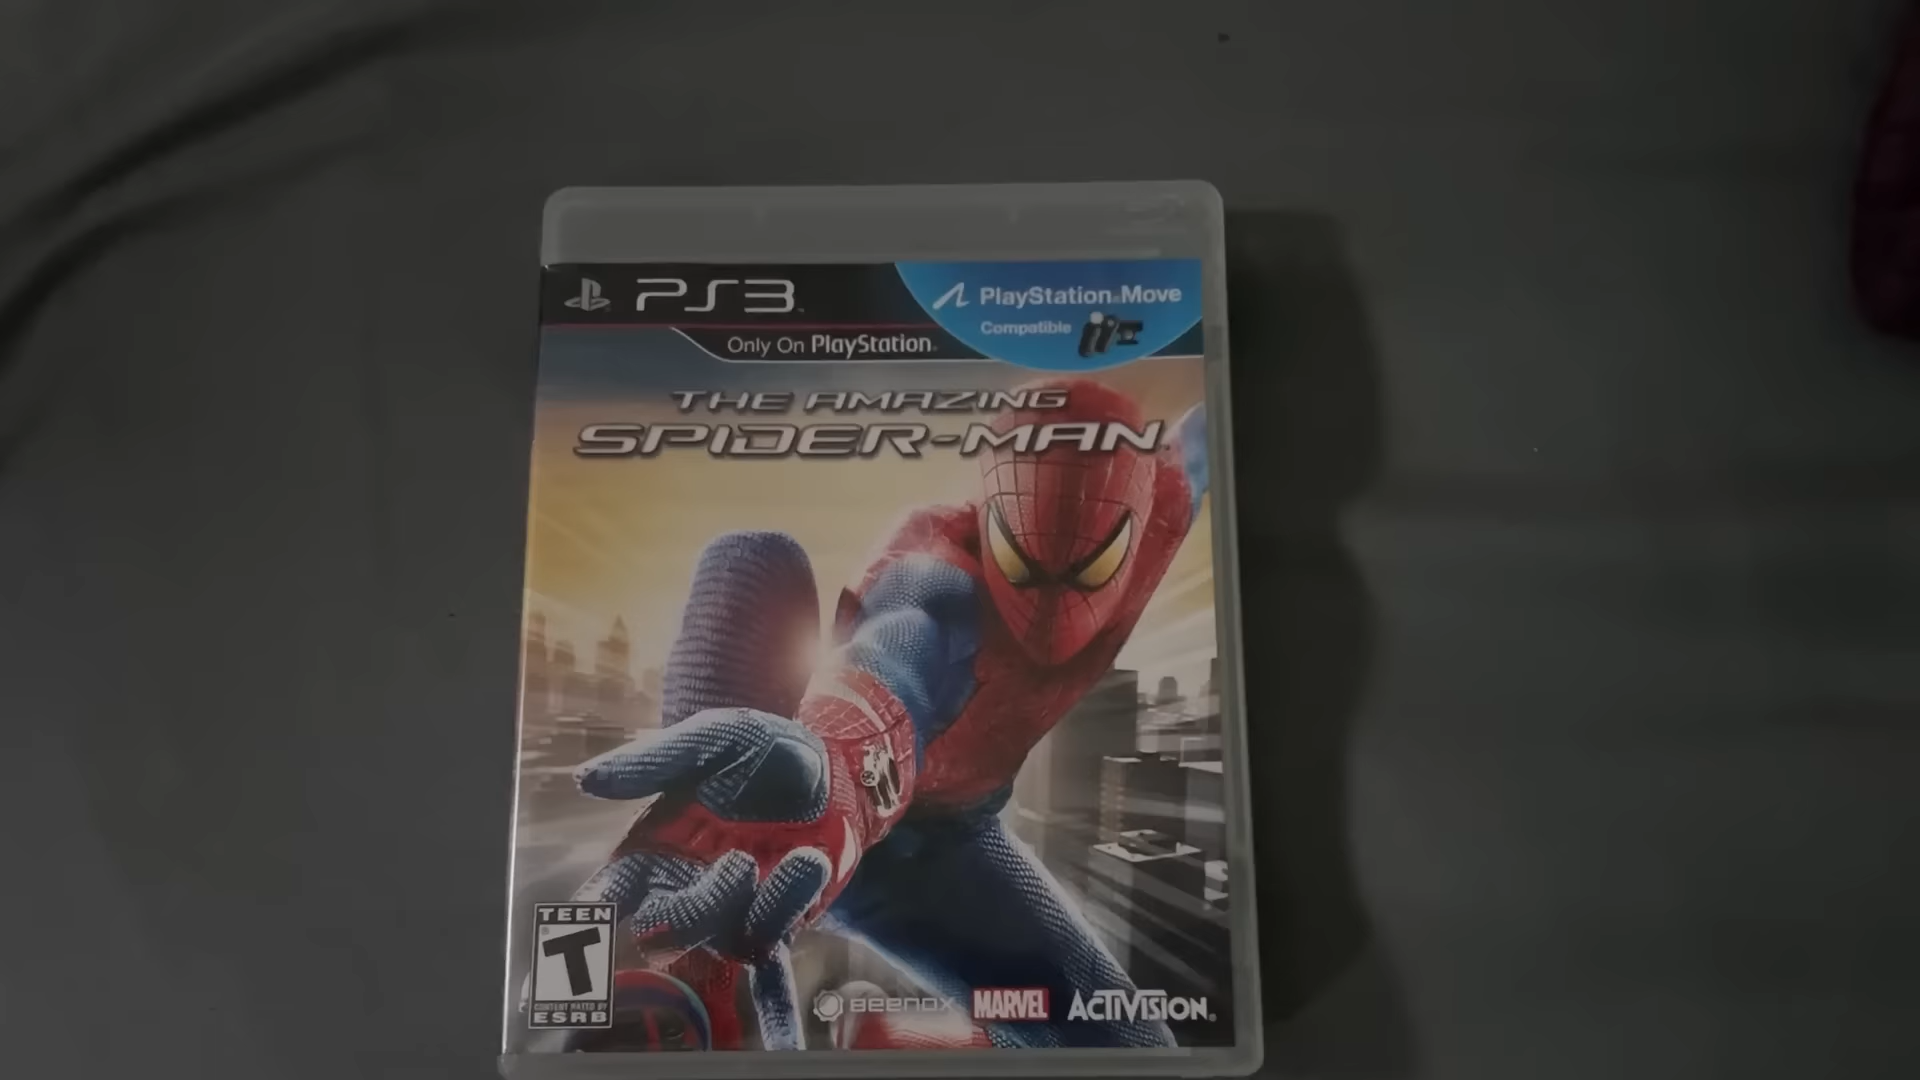 PS3
PlayStation®Move
Compatible
Only On PlayStation®
THE AMAZING
SPIDER-MAN
TEEN
T
CONTENT RATED BY
ESRB
BEENOX
MARVEL
ACTIVISION®